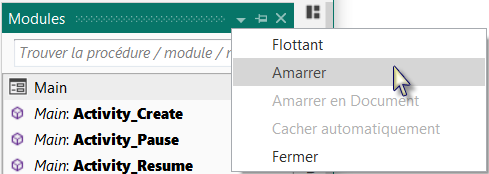 Modules
Trouver la procédure / module / r
Main
Main: Activity_Create
Main: Activity_Pause
Main: Activity_Resume
Flottant
Amarrer
Amarrer en Document
Cacher automatiquement
Fermer